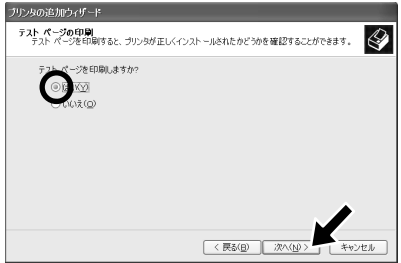 プリンタの追加ウィザード
テスト ページの印刷
テスト ページを印刷すると、プリンタが正しくインストールされたかどうかを確認することができます。
テスト ページを印刷しますか?
はい(Y)
いいえ(O)
< 戻る(B)
次へ(N) >
キャンセル